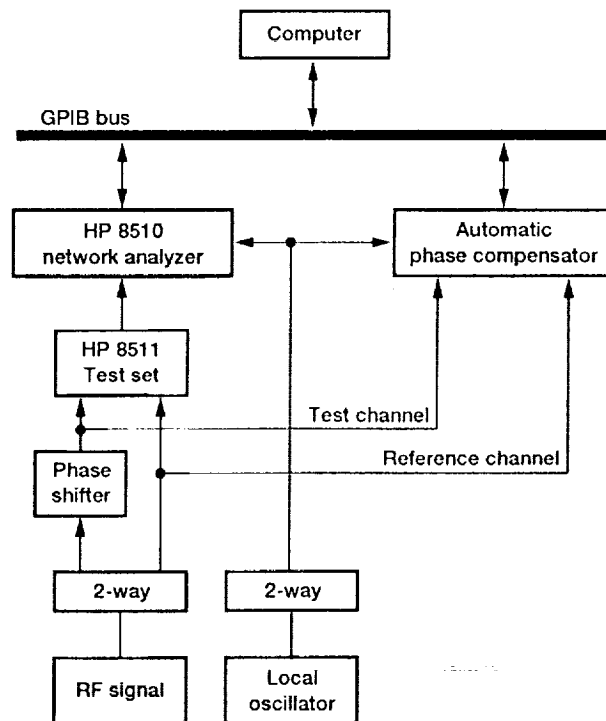 Computer
GPIB bus
HP 8510
network analyzer
Automatic
phase compensator
HP 8511
Test set
Test channel
Reference channel
Phase
shifter
2-way
2-way
RF signal
Local
oscillator